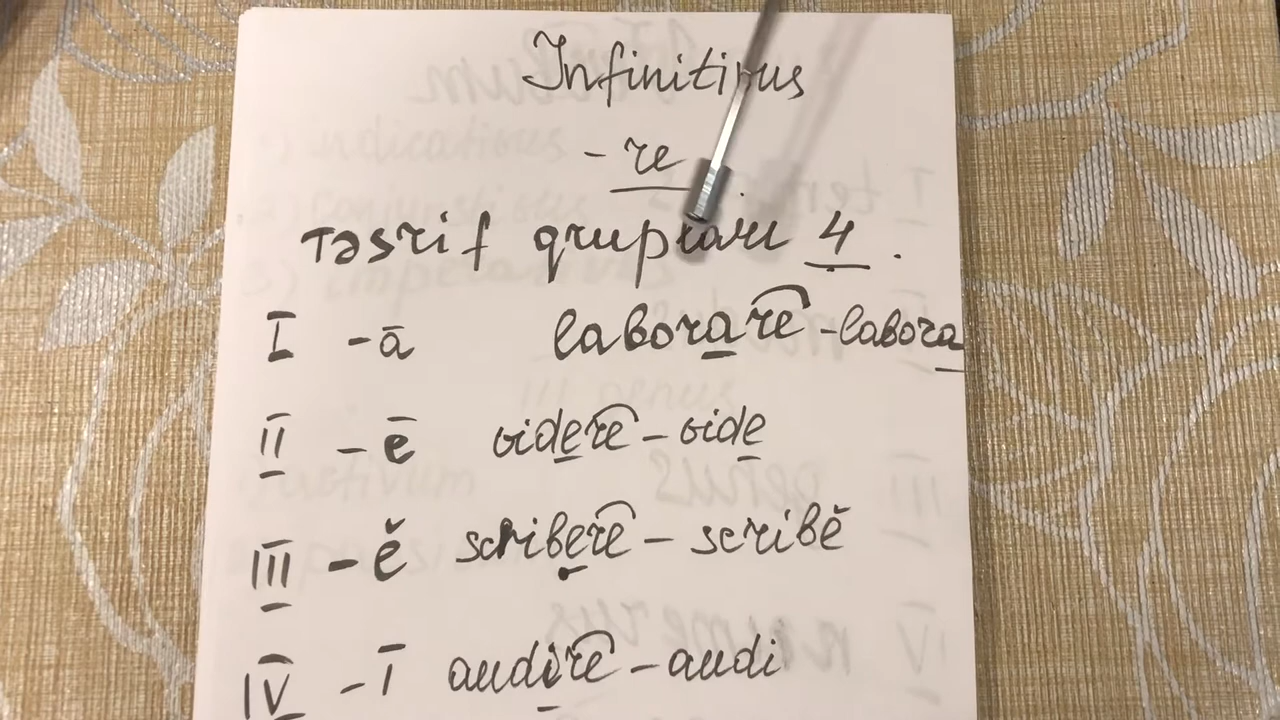 Infinitivus
- re
Təsrif qrupları 4.
I -ā laborare - labora
II - ē videre - vide
III - ĕ scribere - scribĕ
IV - ī audire - audi